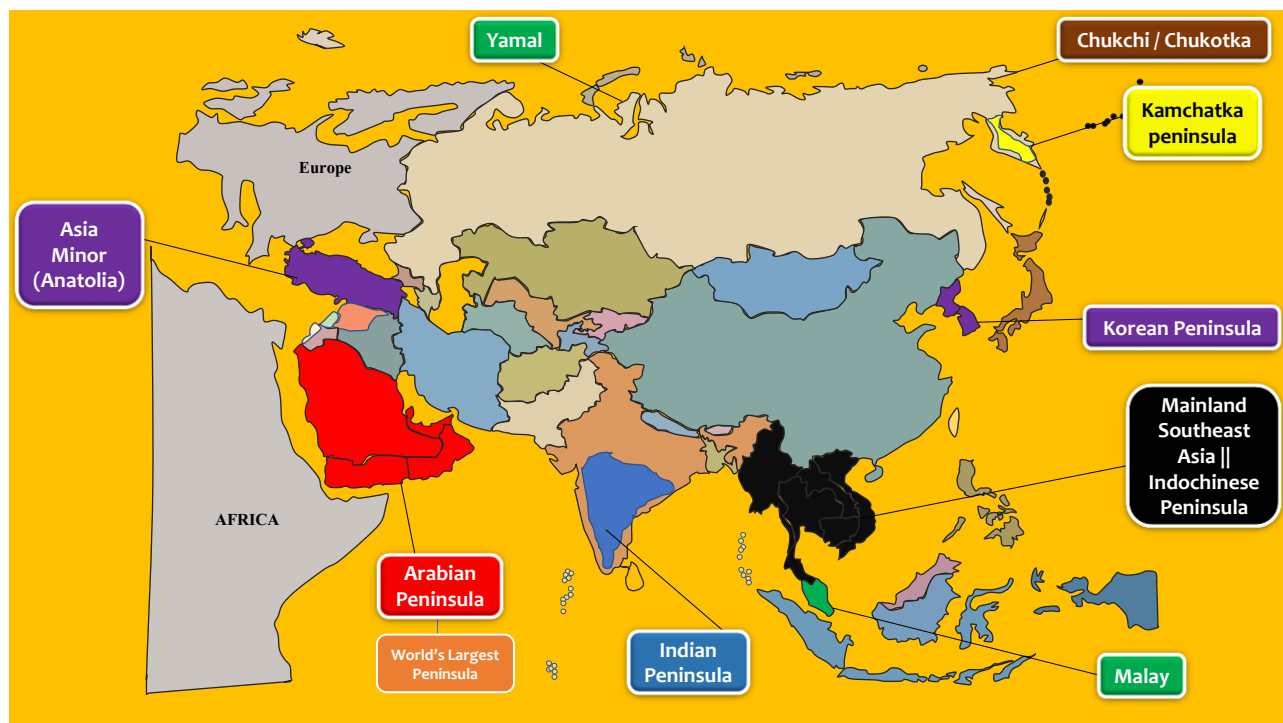 Yamal
Chukchi / Chukotka
Kamchatka
peninsula
Europe
Asia
Minor
(Anatolia)
Korean Peninsula
Mainland
Southeast
Asia ||
Indochinese
Peninsula
AFRICA
Arabian
Peninsula
World's Largest
Peninsula
Indian
Peninsula
Malay